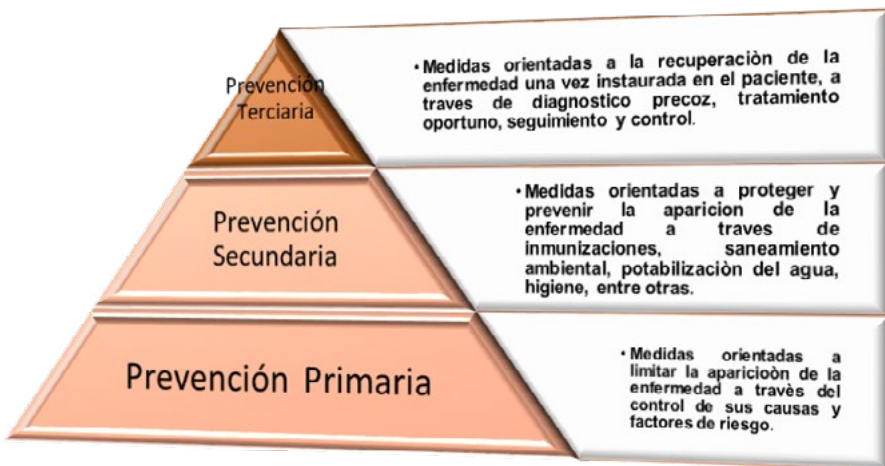 Prevención
Terciaria
• Medidas orientadas a la recuperaciòn de la
enfermedad una vez instaurada en el paciente, a
traves de diagnostico precoz, tratamiento
oportuno, seguimiento y control.
Prevención
Secundaria
• Medidas orientadas a proteger y
prevenir la aparicion de la
enfermedad a traves de
inmunizaciones, saneamiento
ambiental, potabilizaciòn del agua,
higiene, entre otras.
Prevención Primaria
• Medidas orientadas a
limitar la aparicioòn de la
enfermedad a travès del
control de sus causas y
factores de riesgo.